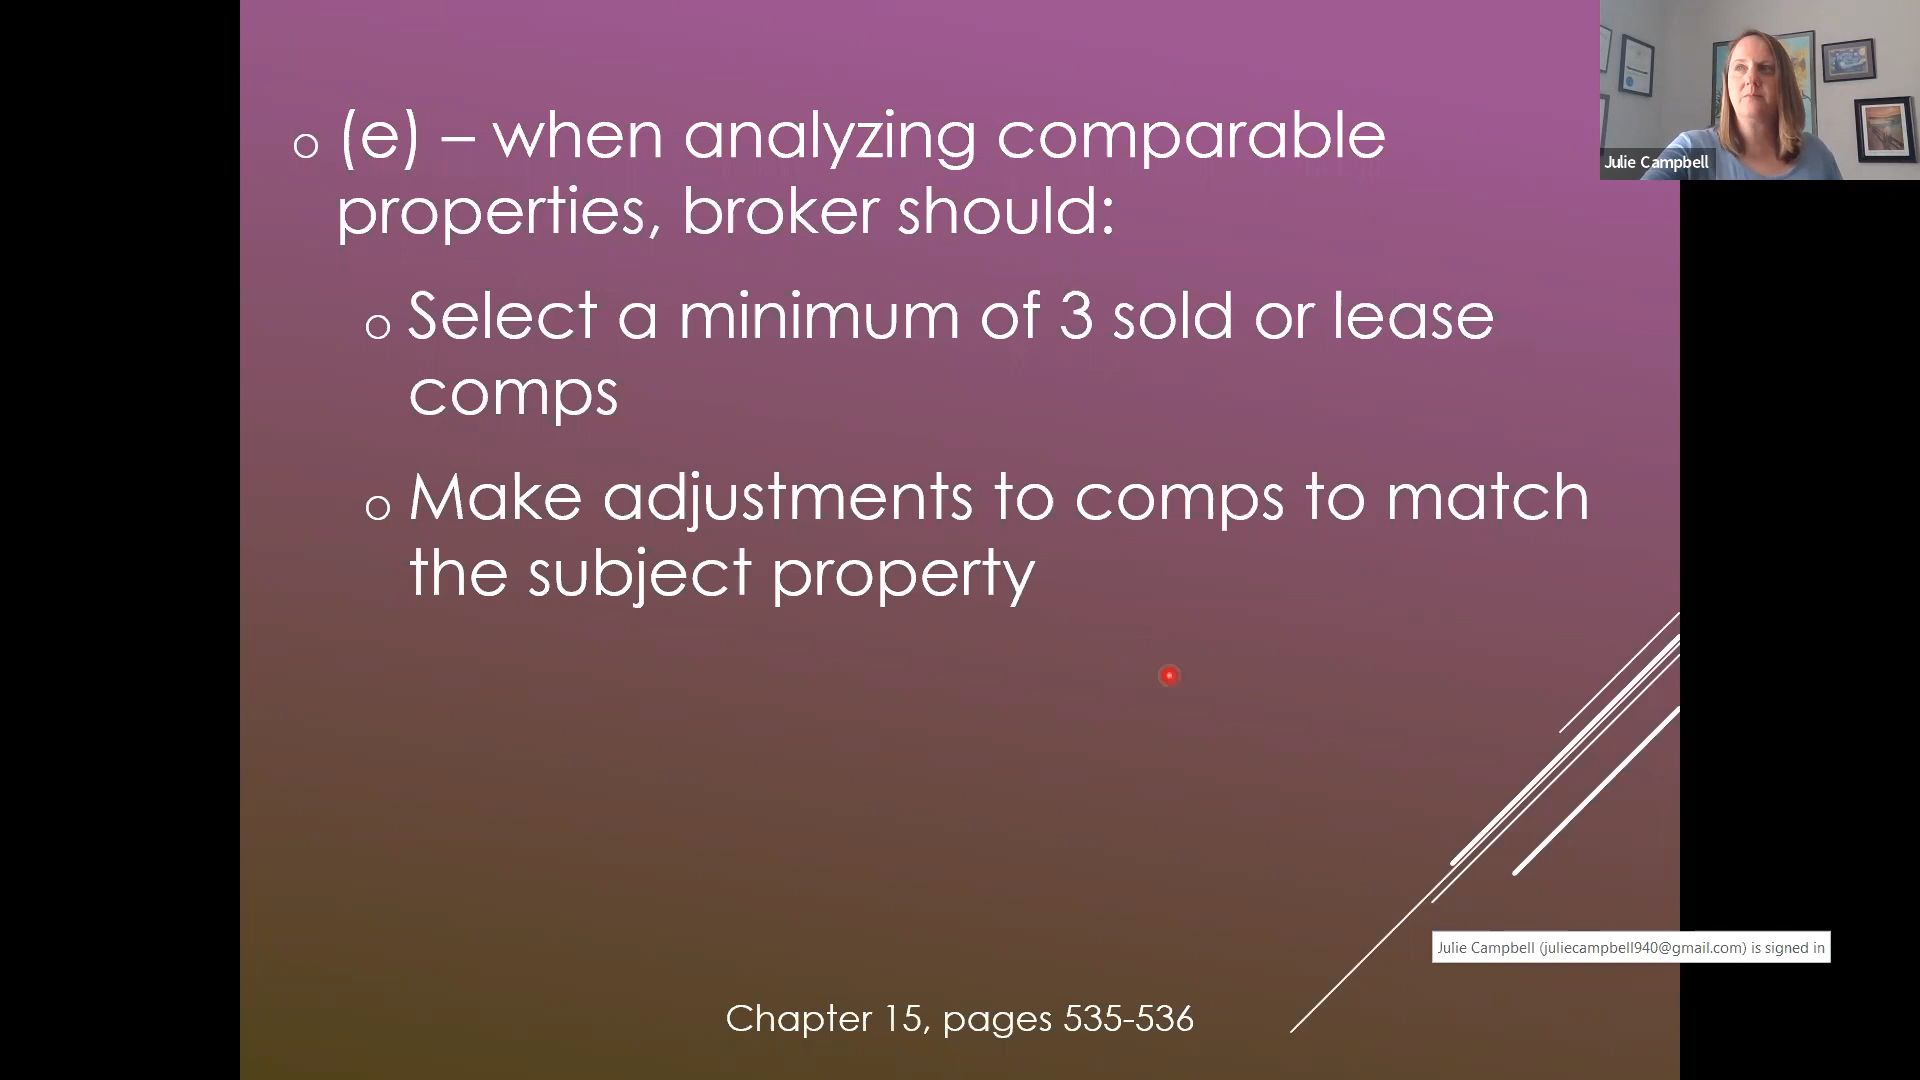 (e) – when analyzing comparable
properties, broker should:
Select a minimum of 3 sold or lease
comps
Make adjustments to comps to match
the subject property
Chapter 15, pages 535-536
Julie Campbell
Julie Campbell (juliecampbell940@gmail.com) is signed in